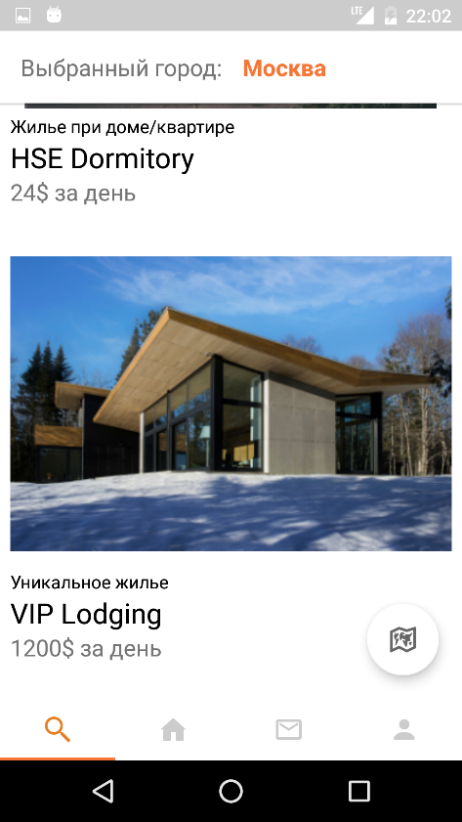 LTE 22:02
Выбранный город: Москва
Жилье при доме/квартире
HSE Dormitory
24$ за день
Уникальное жилье
VIP Lodging
1200$ за день